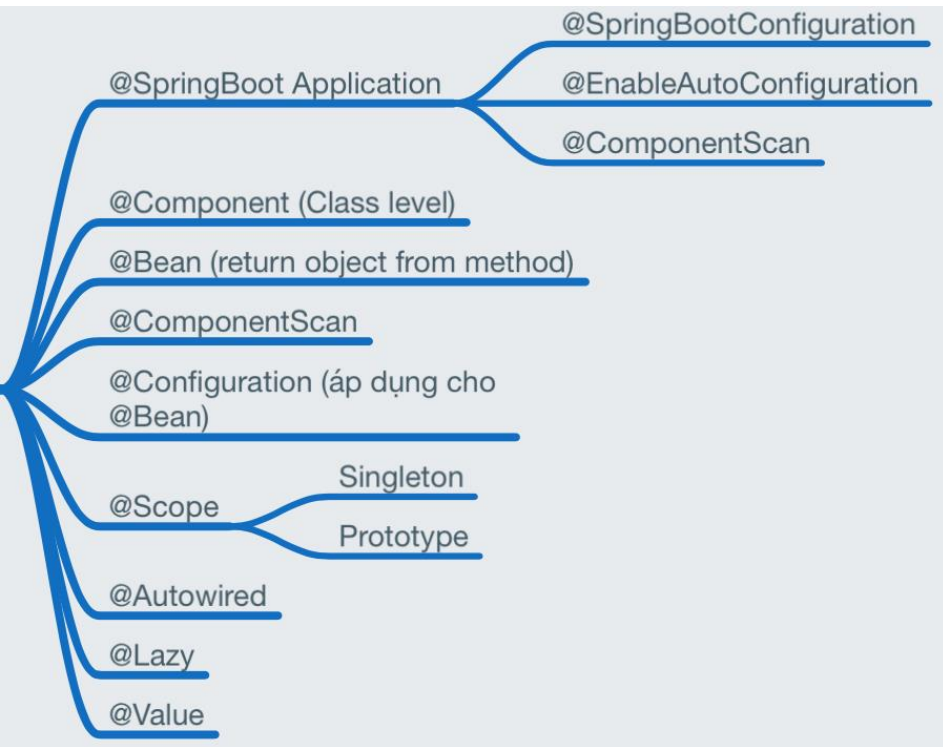 @SpringBoot Application
@SpringBootConfiguration
@EnableAutoConfiguration
@ComponentScan
@Component (Class level)
@Bean (return object from method)
@ComponentScan
@Configuration (áp dụng cho
@Bean)
@Scope
Singleton
Prototype
@Autowired
@Lazy
@Value